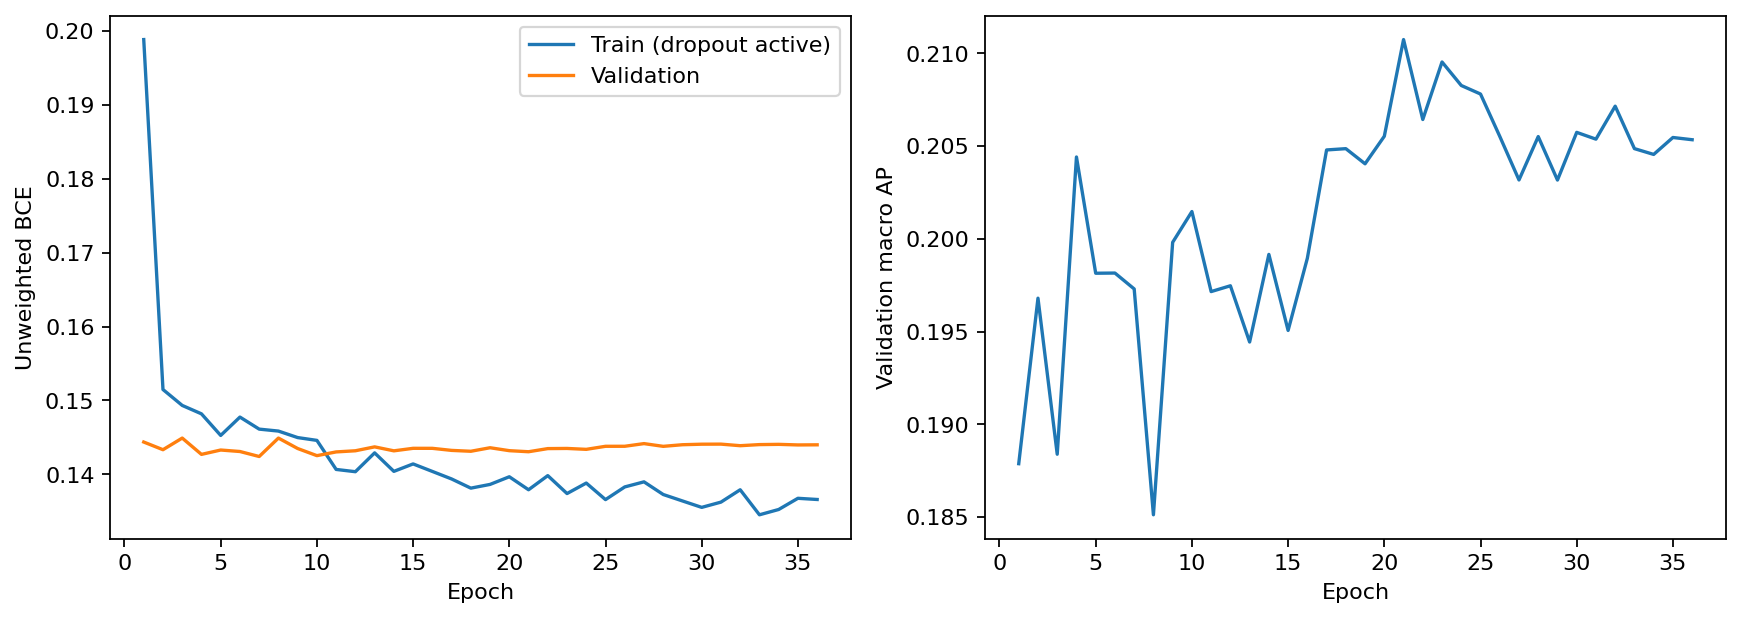 0.20
0.19
0.18
0.17
0.16
0.15
0.14
Unweighted BCE
0 5 10 15 20 25 30 35
Epoch
Train (dropout active)
Validation
0.210
0.205
0.200
0.195
0.190
0.185
Validation macro AP
0 5 10 15 20 25 30 35
Epoch